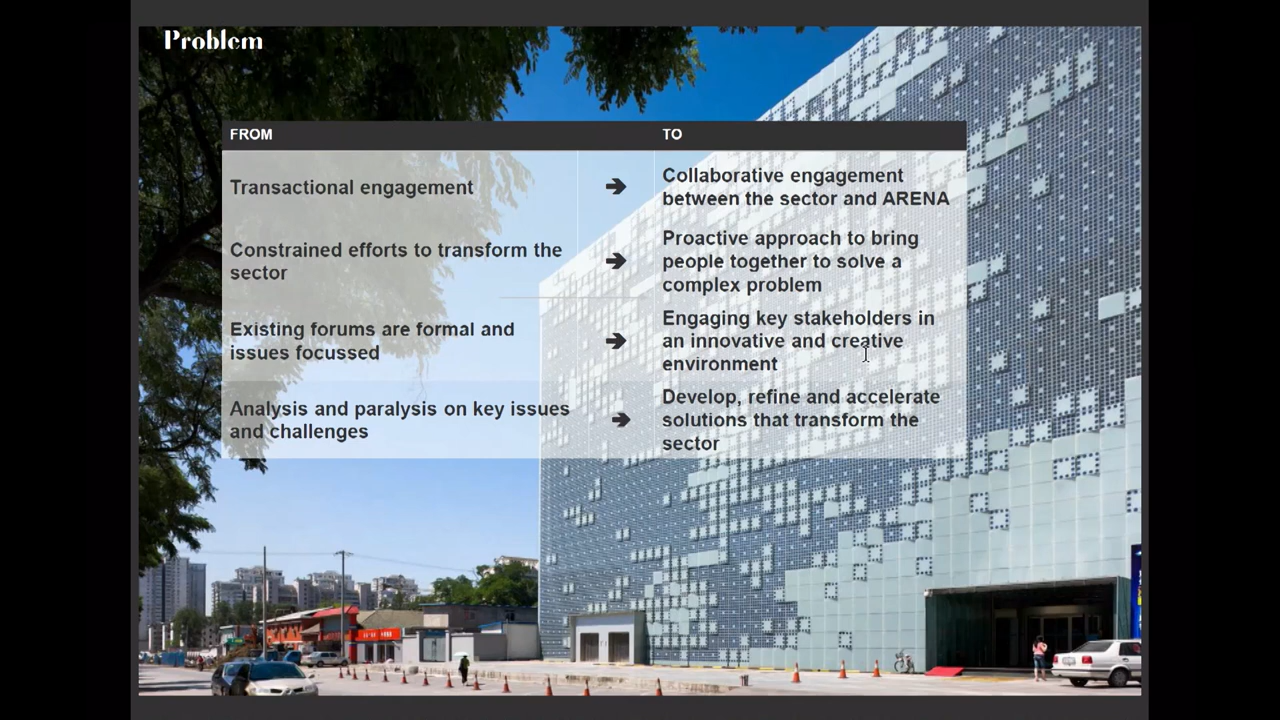 Problem
FROM
TO
Transactional engagement
➔
Collaborative engagement
between the sector and ARENA
Constrained efforts to transform the
sector
➔
Proactive approach to bring
people together to solve a
complex problem
Existing forums are formal and
issues focussed
➔
Engaging key stakeholders in
an innovative and creative
environment
Analysis and paralysis on key issues
and challenges
➔
Develop, refine and accelerate
solutions that transform the
sector